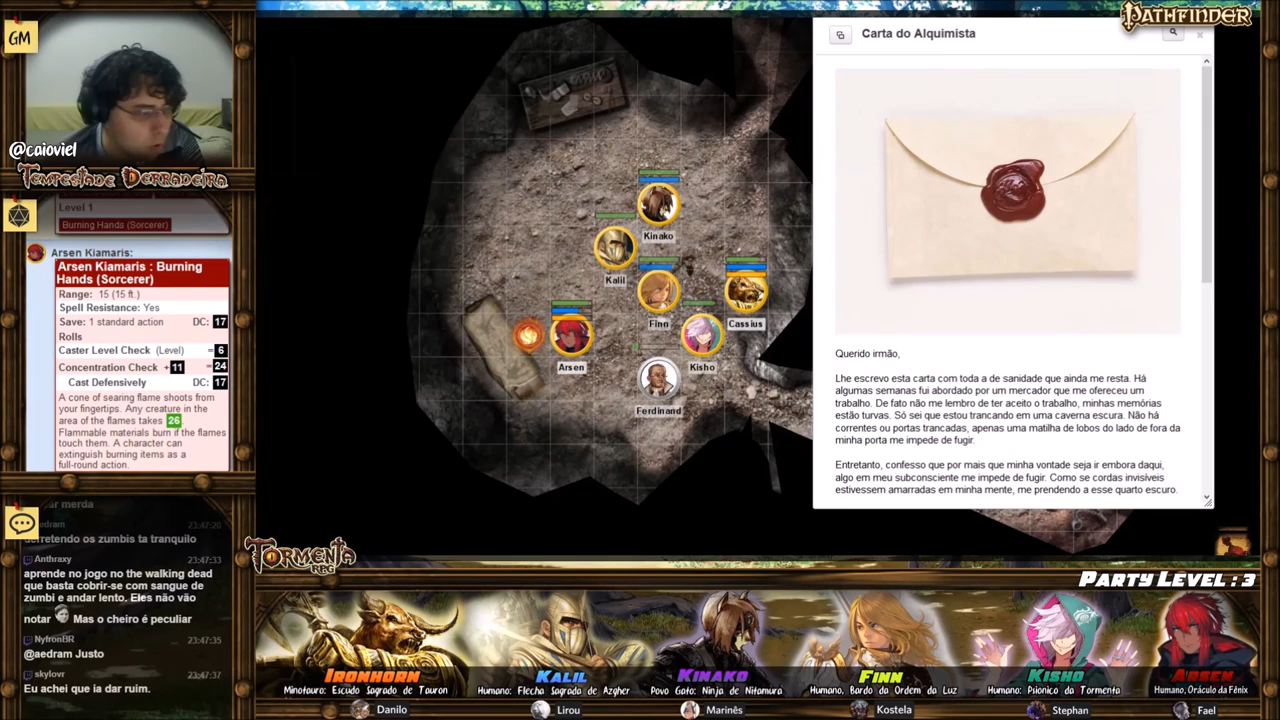 GM
@caioviel
Tempestade Derradeira
Level 1
Burning Hands (Sorcerer)
Arsen Kiamaris:
Arsen Kiamaris : Burning
Hands (Sorcerer)
Range: 15 (15 ft.)
Spell Resistance: Yes
Save: 1 standard action DC: 17
Rolls
Caster Level Check (Level) = 6
Concentration Check +11 =24
Cast Defensively DC: 17
A cone of searing flame shoots from
your fingertips. Any creature in the
area of the flames takes 26
Flammable materials burn if the flames
touch them. A character can
extinguish burning items as a
full-round action.
ar merda
aedram 23:47:20
derretendo os zumbis ta tranquilo
Anthraxy 23:47:33
aprende no jogo no the walking dead
que basta cobrir-se com sangue de
zumbi e andar lento. Eles não vão
notar Mas o cheiro é peculiar
NyfronBR 23:47:35
@aedram Justo
skylovr 23:47:37
Eu achei que ia dar ruim.
Kinako
Kalil
Finn
Cassius
Arsen
Kisho
Ferdinand
Pathfinder
Carta do Alquimista
Querido irmão,
Lhe escrevo esta carta com toda a de sanidade que ainda me resta. Há
algumas semanas fui abordado por um mercador que me ofereceu um
trabalho. De fato não me lembro de ter aceito o trabalho, minhas memórias
estão turvas. Só sei que estou trancando em uma caverna escura. Não há
correntes ou portas trancadas, apenas uma matilha de lobos do lado de fora da
minha porta me impede de fugir.
Entretanto, confesso que por mais que minha vontade seja ir embora daqui,
algo em meu subconsciente me impede de fugir. Como se cordas invisíveis
estivessem amarradas em minha mente, me prendendo a esse quarto escuro.
Tormenta
RPG
Party Level : 3
Ironhorn
Minotauro: Escudo Sagrado de Tauron
Danilo
Kalil
Humano: Flecha Sagrada de Azgher
Lirou
Kinako
Povo Gato: Ninja de Nitamura
Marinês
Finn
Humano, Bardo da Ordem da Luz
Kostela
Kisho
Humano: Psiônico da Tormenta
Stephan
Arsen
Humano, Oráculo da Fênix
Fael